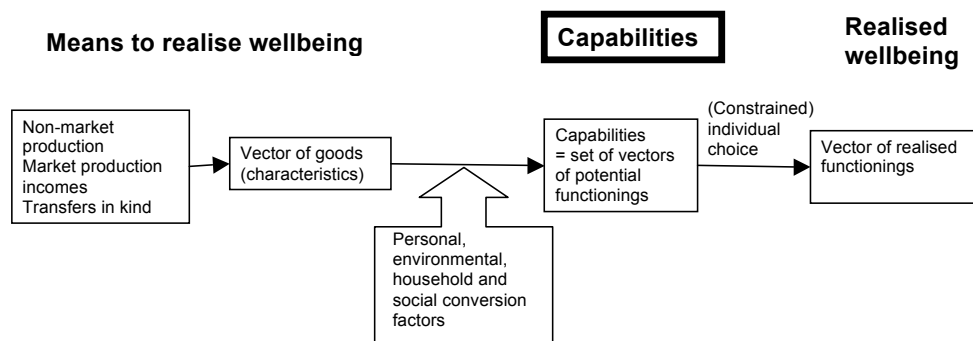 Means to realise wellbeing
Capabilities
Realised
wellbeing
Non-market
production
Market production
incomes
Transfers in kind
Vector of goods
(characteristics)
Personal,
environmental,
household and
social conversion
factors
Capabilities
= set of vectors
of potential
functionings
(Constrained)
individual
choice
Vector of realised
functionings